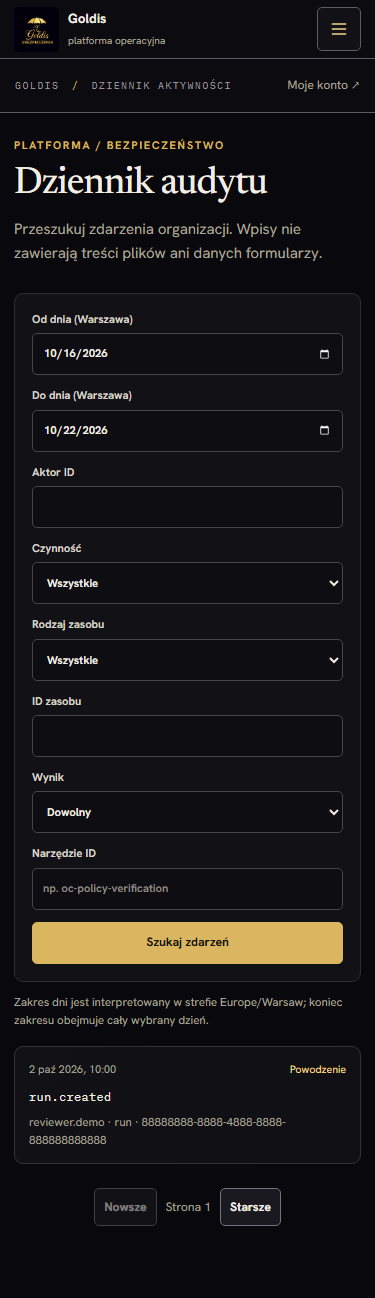 Goldis
UBEZPIECZENIA
Goldis
platforma operacyjna
GOLDIS / DZIENNIK AKTYWNOŚCI
Moje konto ↗
PLATFORMA / BEZPIECZEŃSTWO
Dziennik audytu
Przeszukuj zdarzenia organizacji. Wpisy nie
zawierają treści plików ani danych formularzy.
Od dnia (Warszawa)
10/16/2026
Do dnia (Warszawa)
10/22/2026
Aktor ID
Czynność
Wszystkie
Rodzaj zasobu
Wszystkie
ID zasobu
Wynik
Dowolny
Narzędzie ID
np. oc-policy-verification
Szukaj zdarzeń
Zakres dni jest interpretowany w strefie Europe/Warsaw; koniec
zakresu obejmuje cały wybrany dzień.
2 paź 2026, 10:00
Powodzenie
run.created
reviewer.demo · run · 88888888-8888-4888-8888-
888888888888
Nowsze
Strona 1
Starsze